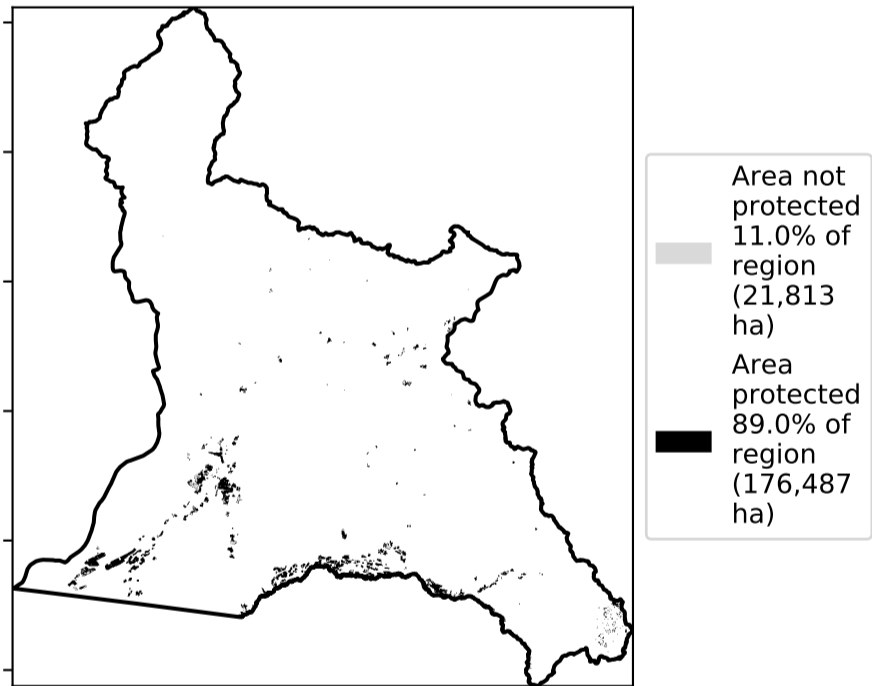 Area not
protected
11.0% of
region
(21,813
ha)
Area
protected
89.0% of
region
(176,487
ha)